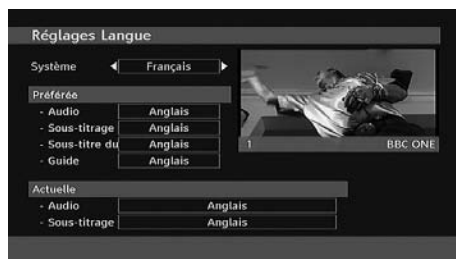 Réglages Langue
Système Français
Préférée
- Audio Anglais
- Sous-titrage Anglais
- Sous-titre du Anglais
- Guide Anglais
1 BBC ONE
Actuelle
- Audio Anglais
- Sous-titrage Anglais